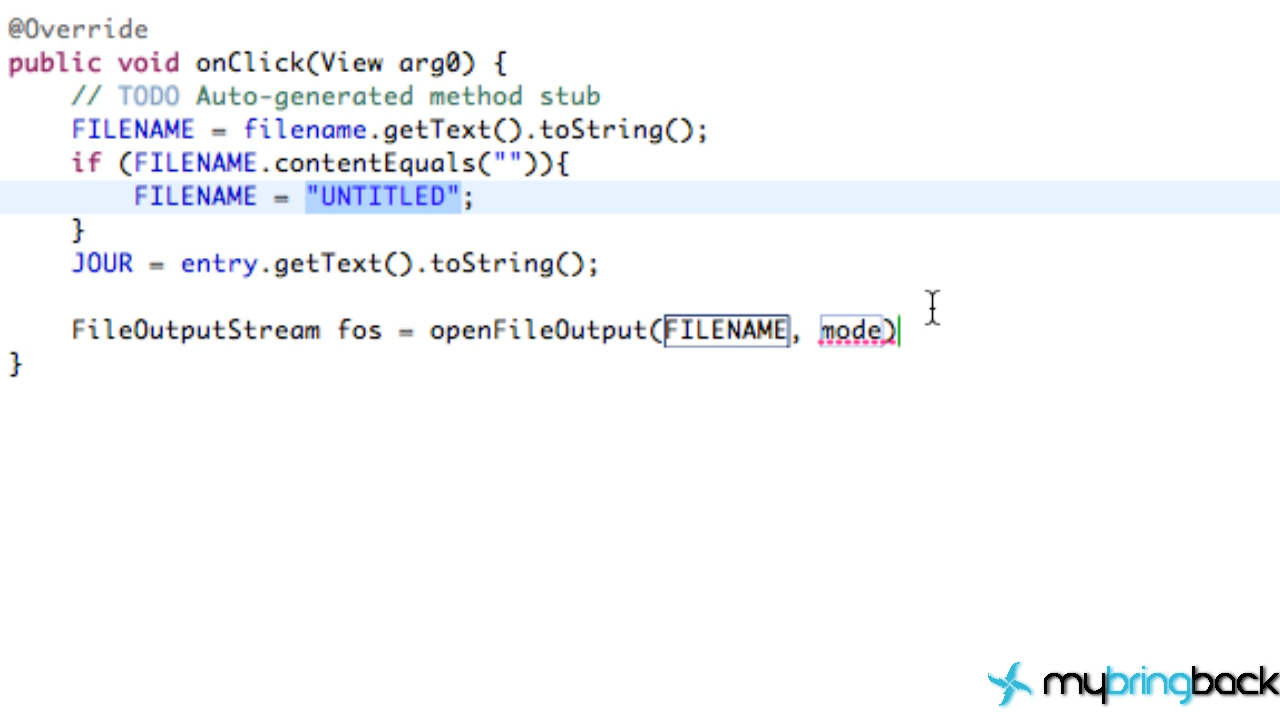 @Override
public void onClick(View arg0) {
// TODO Auto-generated method stub
FILENAME = filename.getText().toString();
if (FILENAME.contentEquals("")){
FILENAME = "UNTITLED";
}
JOUR = entry.getText().toString();
FileOutputStream fos = openFileOutput(FILENAME, mode)
}
mybringback